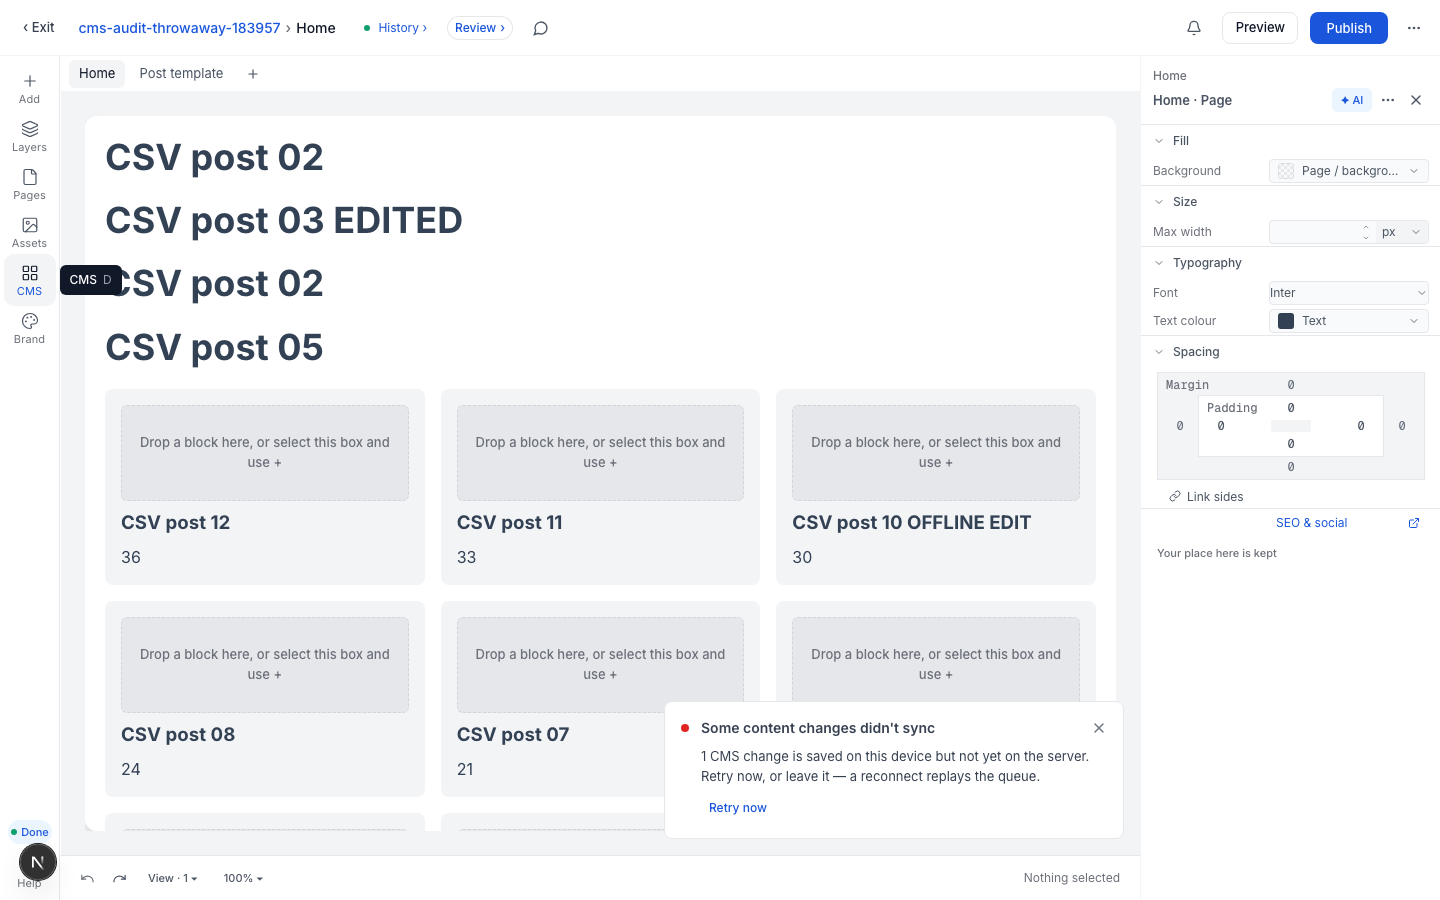 ‹ Exit
cms-audit-throwaway-183957 › Home
History ›
Review ›
Preview
Publish
Add
Layers
Pages
Assets
CMS
Brand
CMS D
Home
Post template
CSV post 02
CSV post 03 EDITED
CSV post 02
CSV post 05
Drop a block here, or select this box and
use +
CSV post 12
36
Drop a block here, or select this box and
use +
CSV post 11
33
Drop a block here, or select this box and
use +
CSV post 10 OFFLINE EDIT
30
Drop a block here, or select this box and
use +
CSV post 08
24
Drop a block here, or select this box and
use +
CSV post 07
21
Drop a block here, or select this box and
use +
Some content changes didn't sync
1 CMS change is saved on this device but not yet on the server.
Retry now, or leave it — a reconnect replays the queue.
Retry now
Home
Home · Page
AI
Fill
Background
Page / backgro...
Size
Max width
px
Typography
Font
Inter
Text colour
Text
Spacing
Margin
0
Padding
0
0
0
0
0
0
0
Link sides
SEO & social
Your place here is kept
Done
N
Help
View · 1
100%
Nothing selected